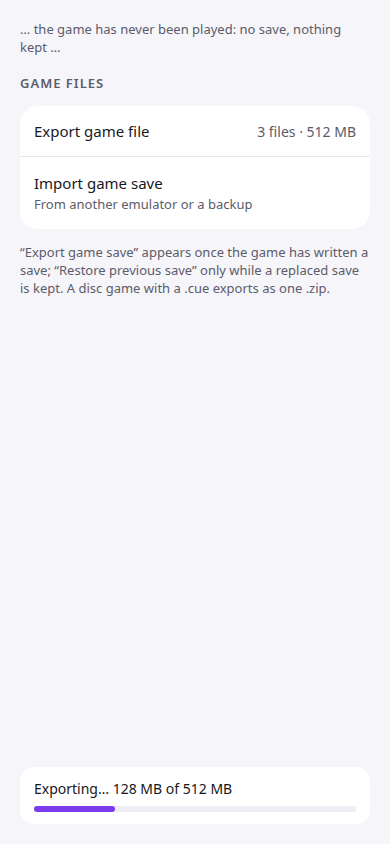 … the game has never been played: no save, nothing
kept …
GAME FILES
Export game file
3 files · 512 MB
Import game save
From another emulator or a backup
“Export game save” appears once the game has written a
save; “Restore previous save” only while a replaced save
is kept. A disc game with a .cue exports as one .zip.
Exporting… 128 MB of 512 MB